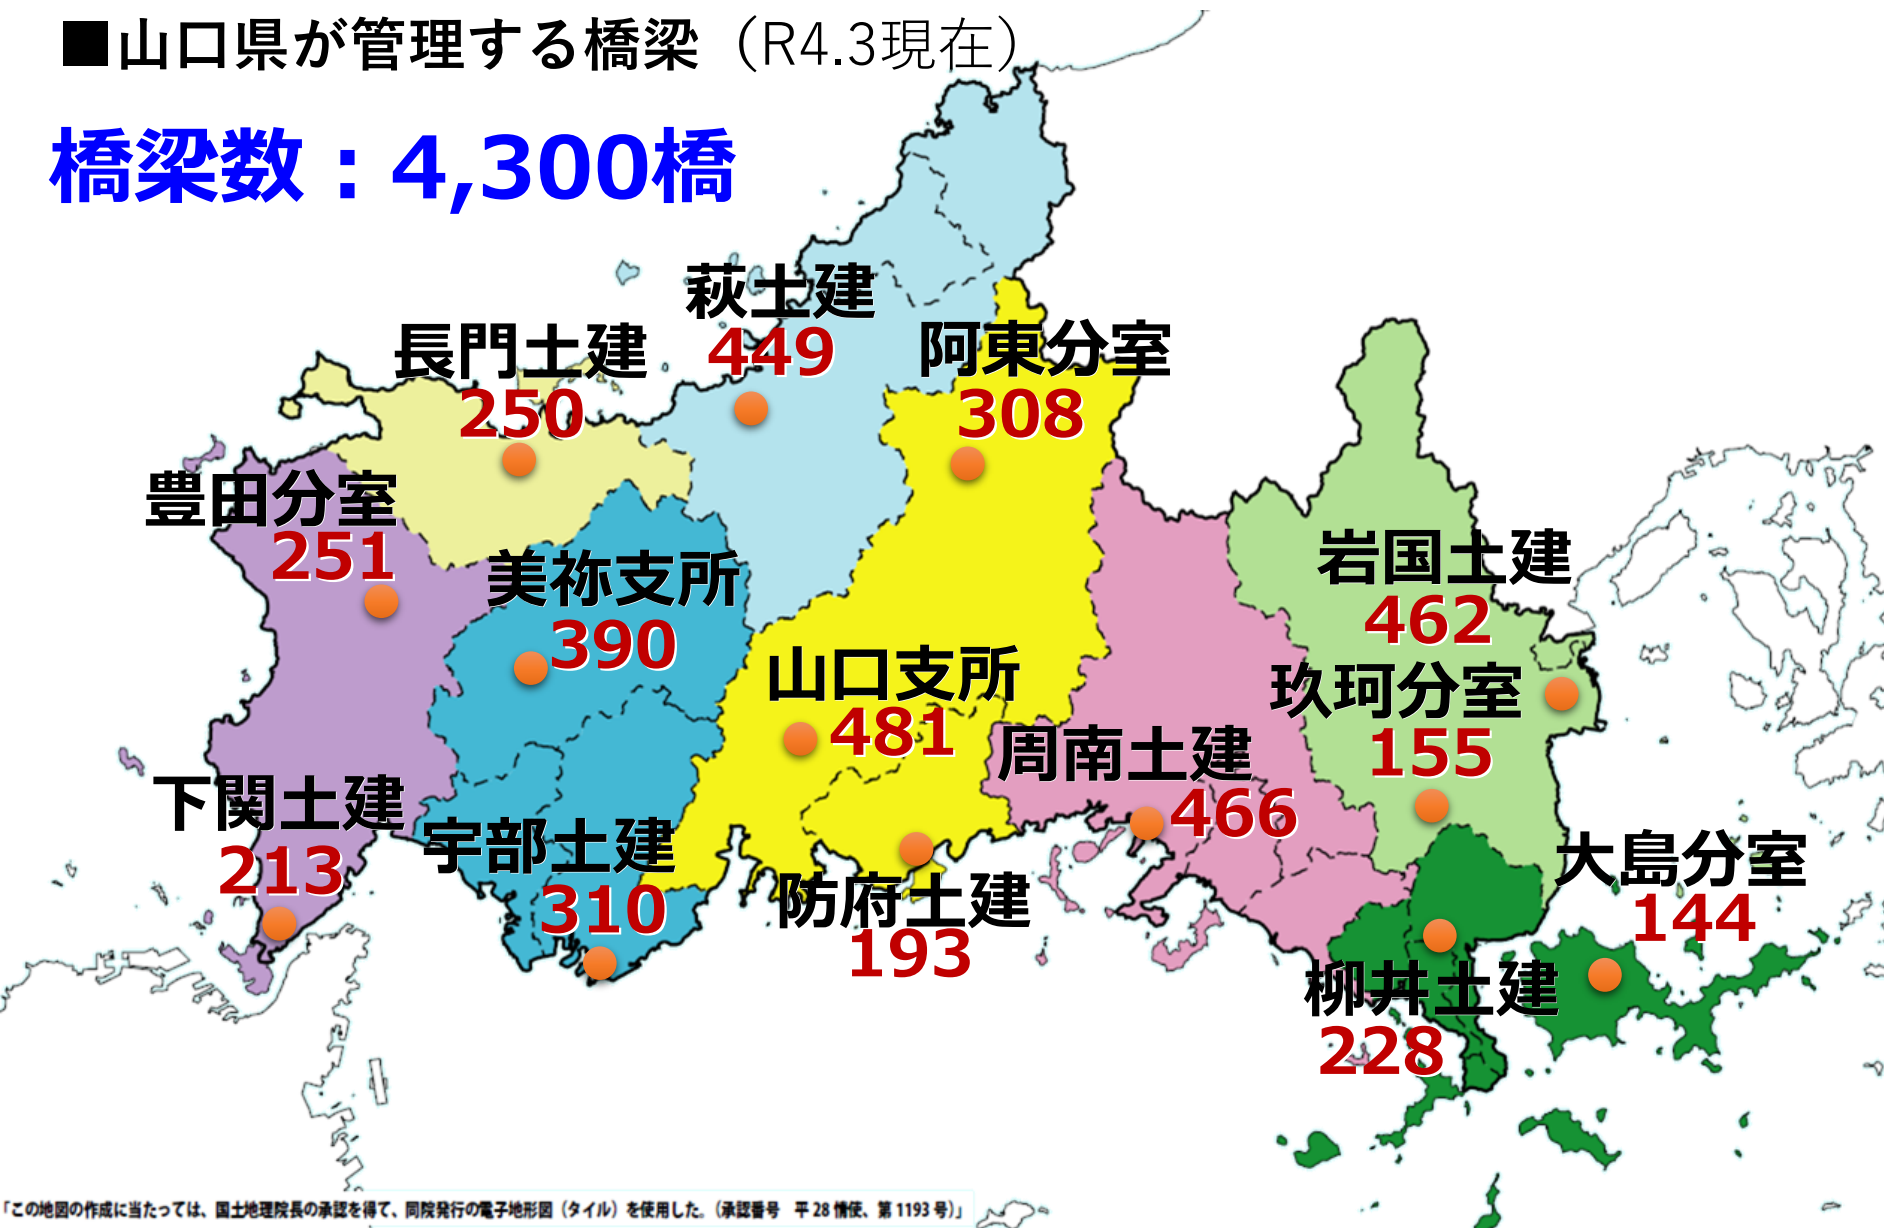 ■山口県が管理する橋梁（R4.3現在）
橋梁数：4,300橋
萩土建
449
長門土建
250
阿東分室
308
豊田分室
251
美祢支所
390
岩国土建
462
山口支所
481
玖珂分室
155
周南土建
466
下関土建
213
宇部土建
310
防府土建
193
大島分室
144
柳井土建
228
「この地図の作成に当たっては、国土地理院長の承認を得て、同院発行の電子地形図（タイル）を使用した。（承認番号　平 28 情使、第 1193 号）」